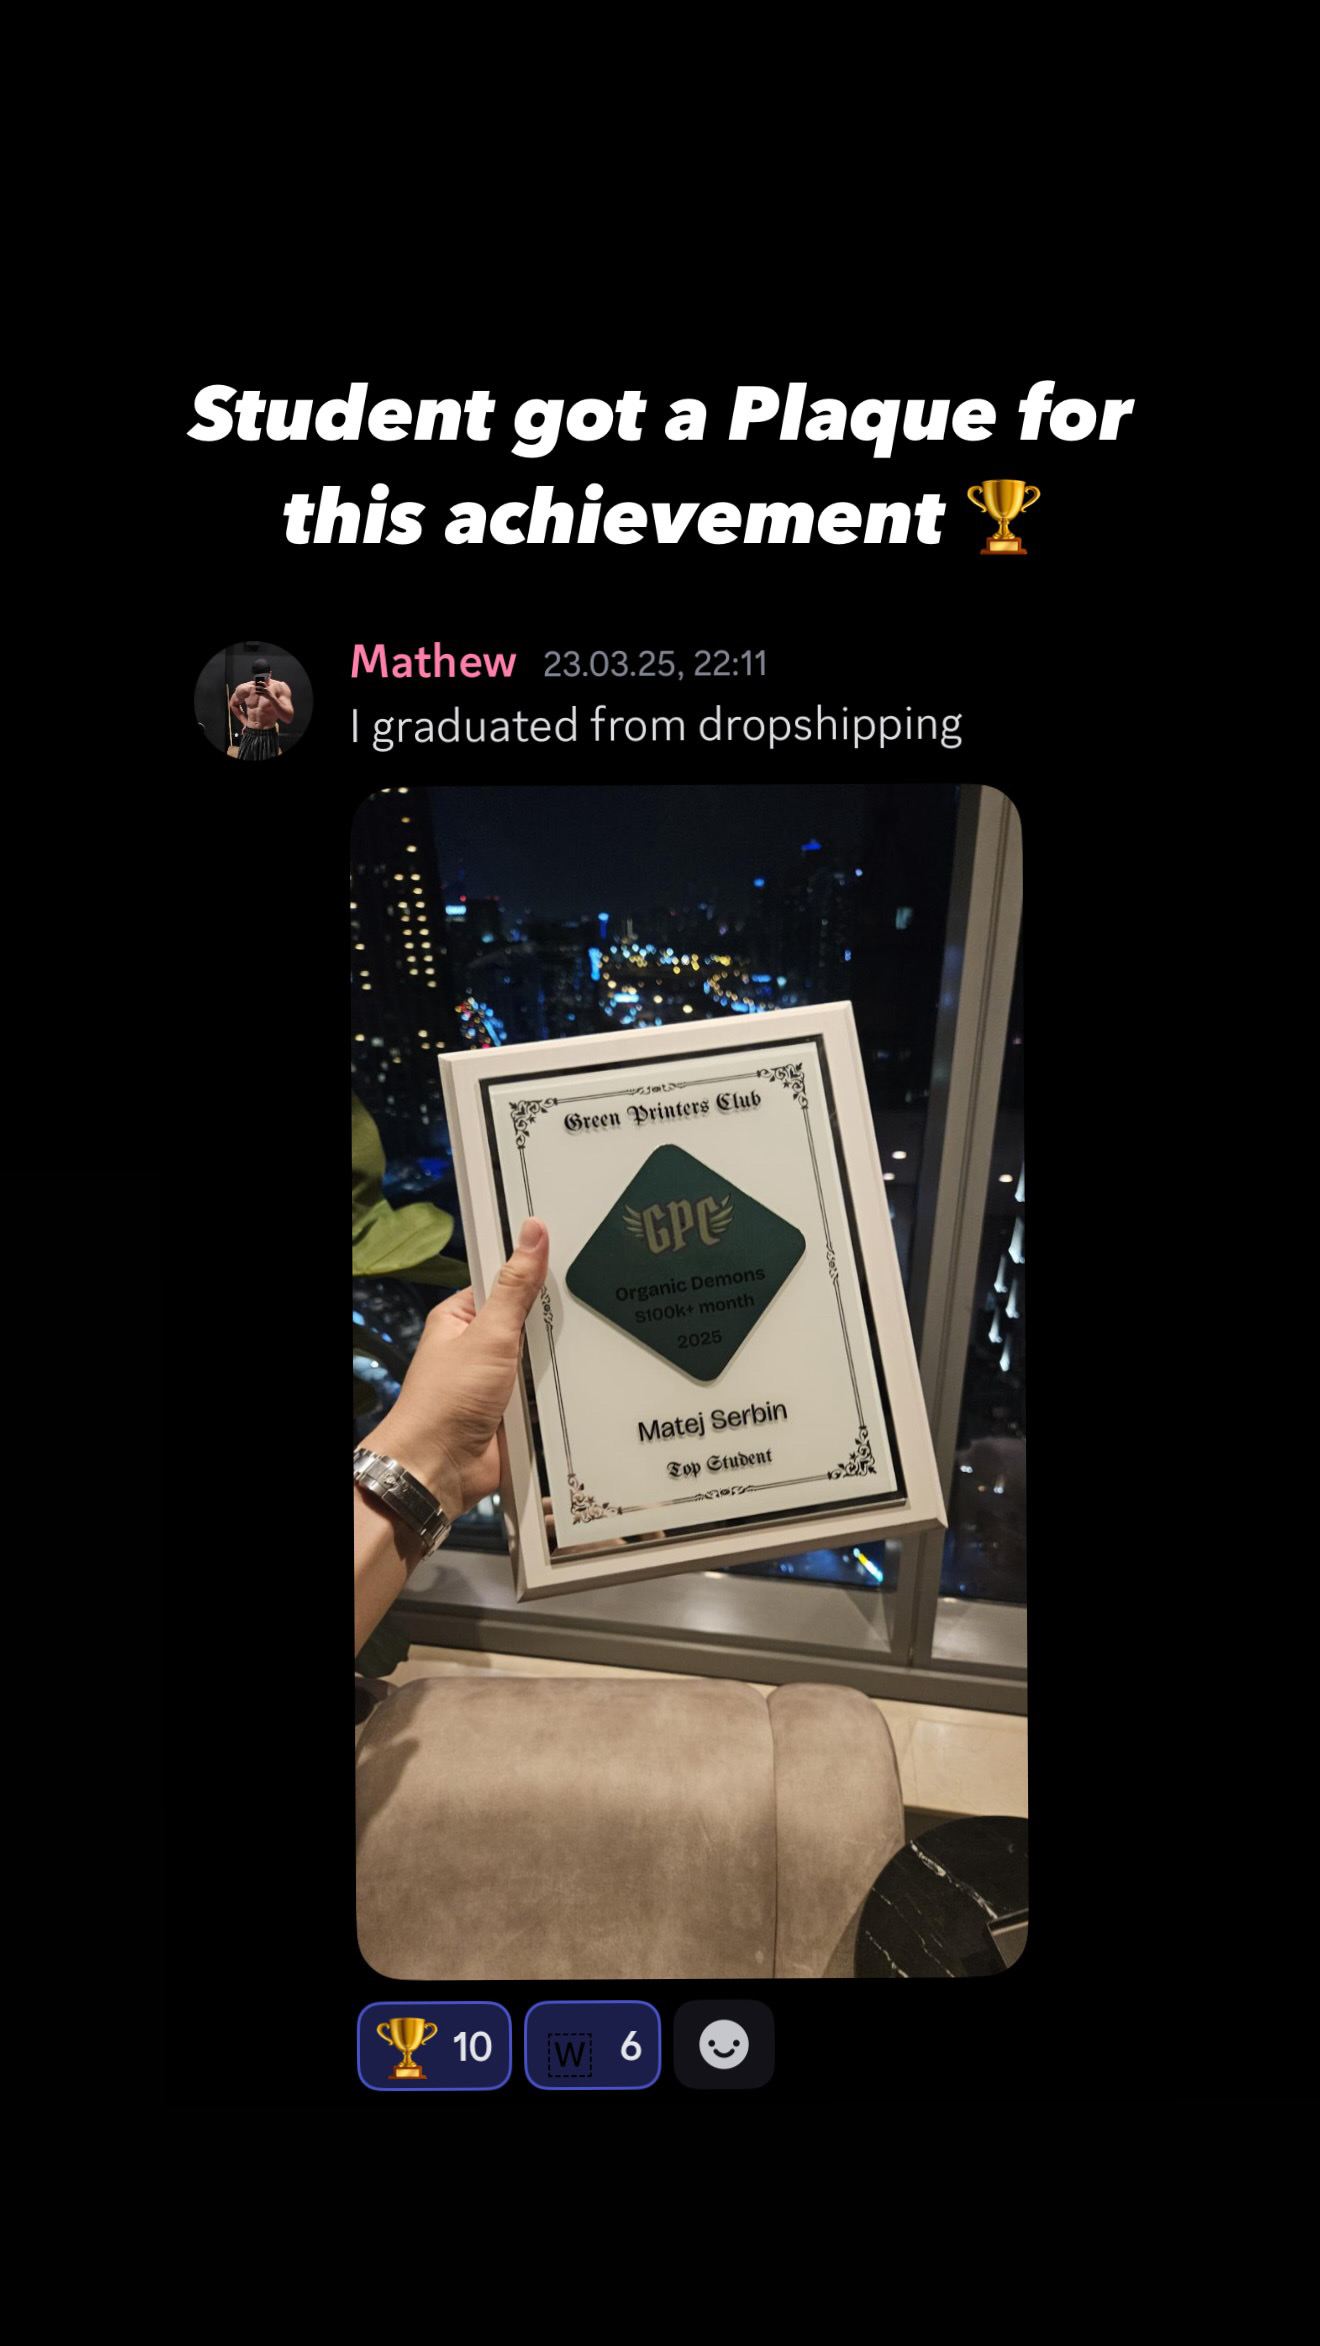 Student got a Plaque for
this achievement 🏆
Mathew 23.03.25, 22:11
I graduated from dropshipping
Green Printers Club
GPC
Organic Demons
$100k+ month
2025
Matej Serbin
Top Student
🏆 10 W 6